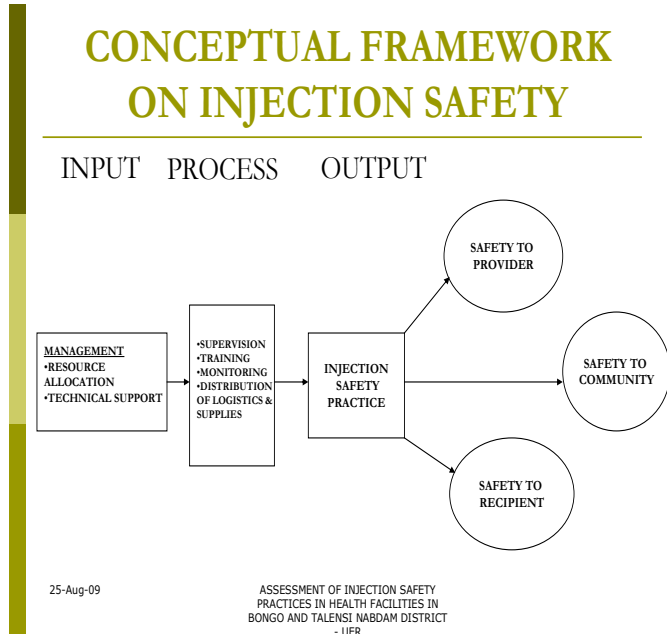 CONCEPTUAL FRAMEWORK
ON INJECTION SAFETY
INPUT PROCESS OUTPUT
SAFETY TO
PROVIDER
MANAGEMENT
•RESOURCE
ALLOCATION
•TECHNICAL SUPPORT
•SUPERVISION
•TRAINING
•MONITORING
•DISTRIBUTION
OF LOGISTICS &
SUPPLIES
INJECTION
SAFETY
PRACTICE
SAFETY TO
COMMUNITY
SAFETY TO
RECIPIENT
25-Aug-09
ASSESSMENT OF INJECTION SAFETY
PRACTICES IN HEALTH FACILITIES IN
BONGO AND TALENSI NABDAM DISTRICT
- UER